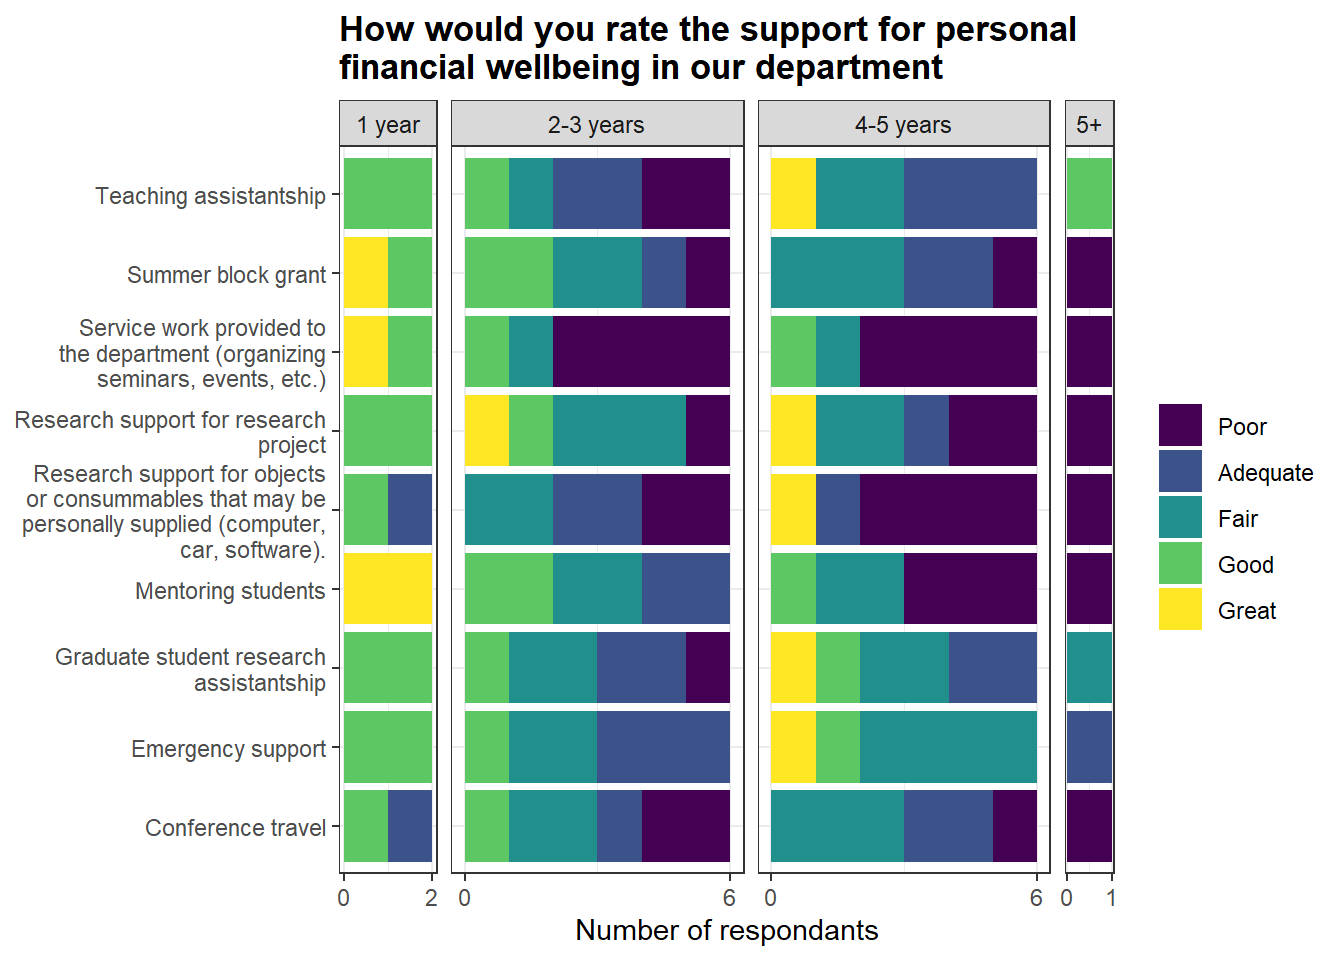 How would you rate the support for personal
financial wellbeing in our department
1 year
2-3 years
4-5 years
5+
Teaching assistantship
Summer block grant
Service work provided to
the department (organizing
seminars, events, etc.)
Research support for research
project
Research support for objects
or consummables that may be
personally supplied (computer,
car, software).
Mentoring students
Graduate student research
assistantship
Emergency support
Conference travel
0 2 0 6 0 6 0 1
Number of respondants
Poor
Adequate
Fair
Good
Great